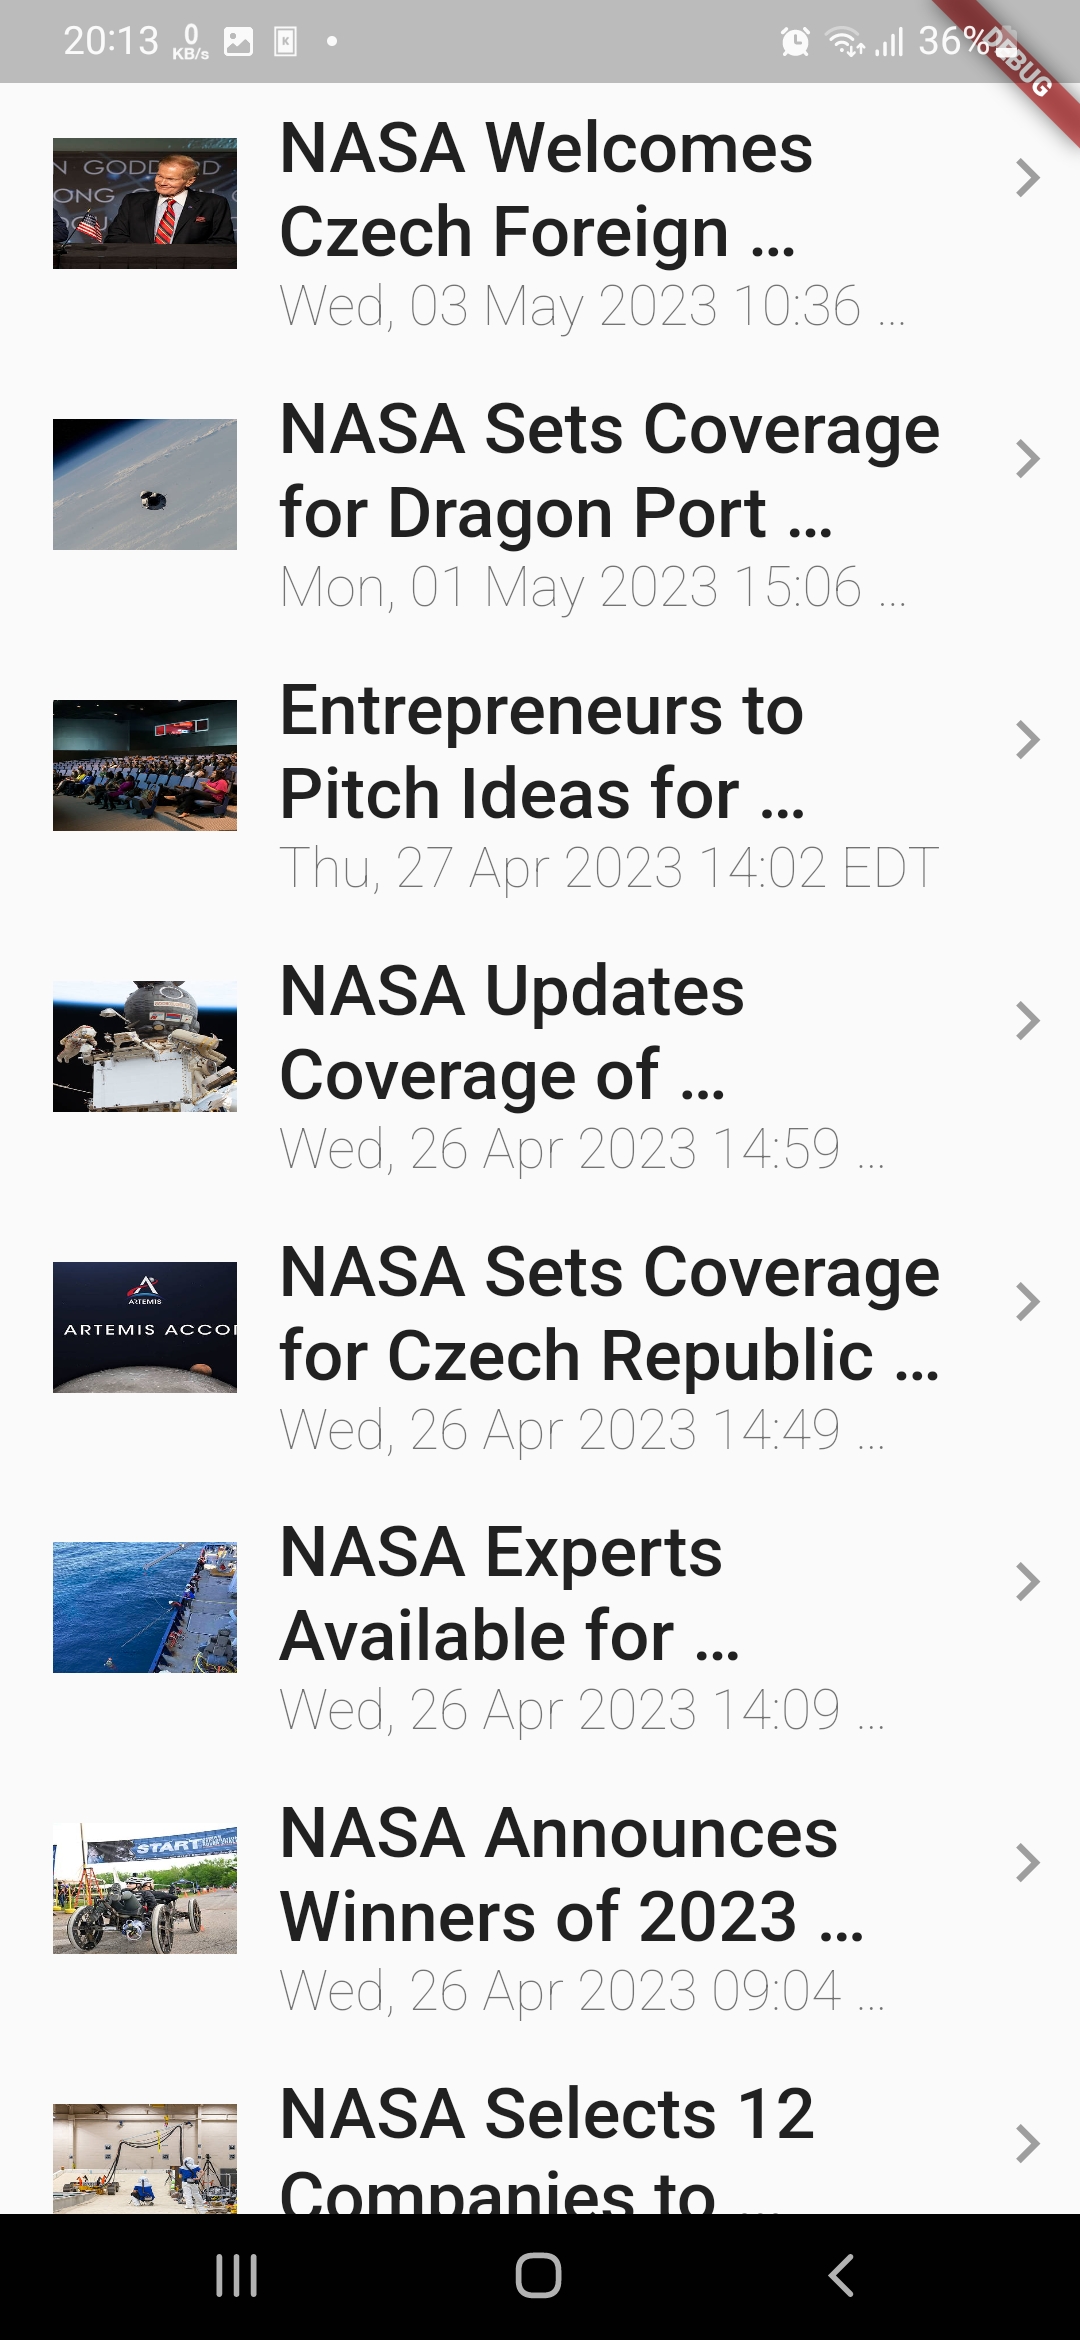 20:13 0 KB/s K 36% DEBUG
N GODDARD
ONG
NASA Welcomes
Czech Foreign ...
Wed, 03 May 2023 10:36 ...
NASA Sets Coverage
for Dragon Port ...
Mon, 01 May 2023 15:06 ...
Entrepreneurs to
Pitch Ideas for ...
Thu, 27 Apr 2023 14:02 EDT
NASA Updates
Coverage of ...
Wed, 26 Apr 2023 14:59 ...
ARTEMIS
ARTEMIS ACCOR
NASA Sets Coverage
for Czech Republic ...
Wed, 26 Apr 2023 14:49 ...
NASA Experts
Available for ...
Wed, 26 Apr 2023 14:09 ...
START
NASA Announces
Winners of 2023 ...
Wed, 26 Apr 2023 09:04 ...
NASA Selects 12
Companies to ...